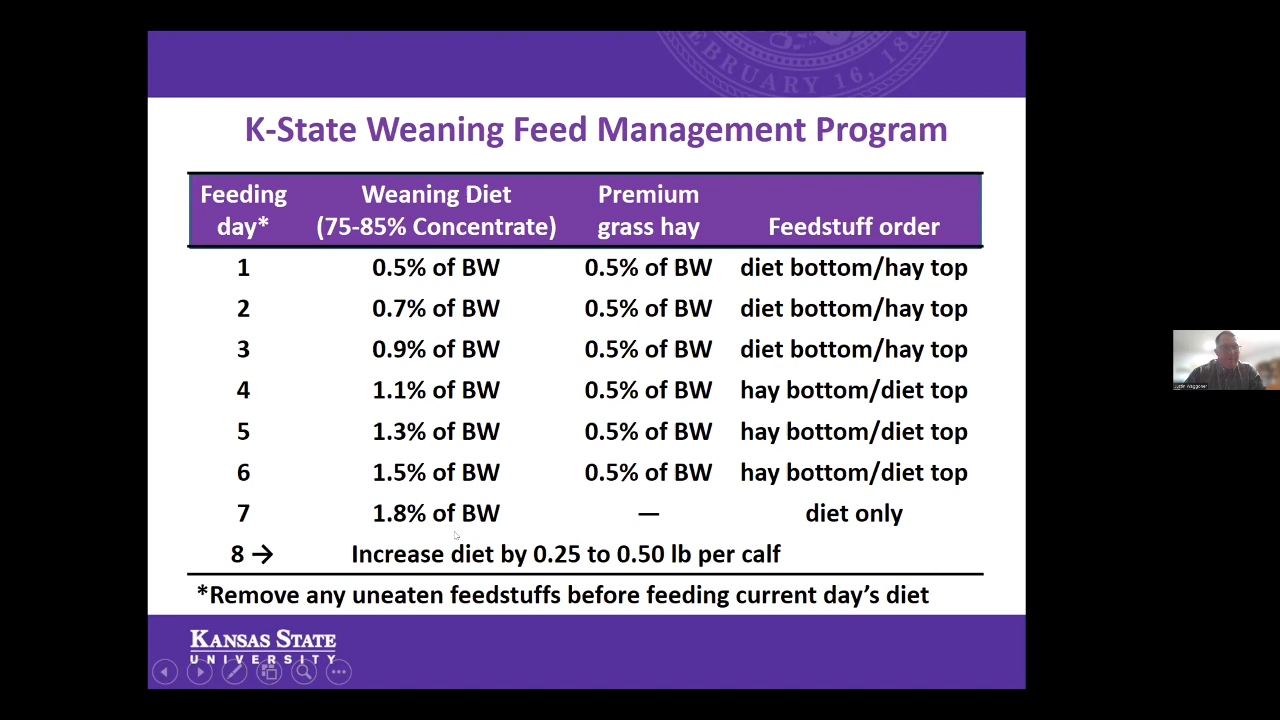 FEBRUARY 16, 186
K-State Weaning Feed Management Program
Feeding day* Weaning Diet (75-85% Concentrate) Premium grass hay Feedstuff order
1 0.5% of BW 0.5% of BW diet bottom/hay top
2 0.7% of BW 0.5% of BW diet bottom/hay top
3 0.9% of BW 0.5% of BW diet bottom/hay top
4 1.1% of BW 0.5% of BW hay bottom/diet top
5 1.3% of BW 0.5% of BW hay bottom/diet top
6 1.5% of BW 0.5% of BW hay bottom/diet top
7 1.8% of BW — diet only
8 → Increase diet by 0.25 to 0.50 lb per calf
*Remove any uneaten feedstuffs before feeding current day's diet
KANSAS STATE
UNIVERSITY
Justin Waggoner